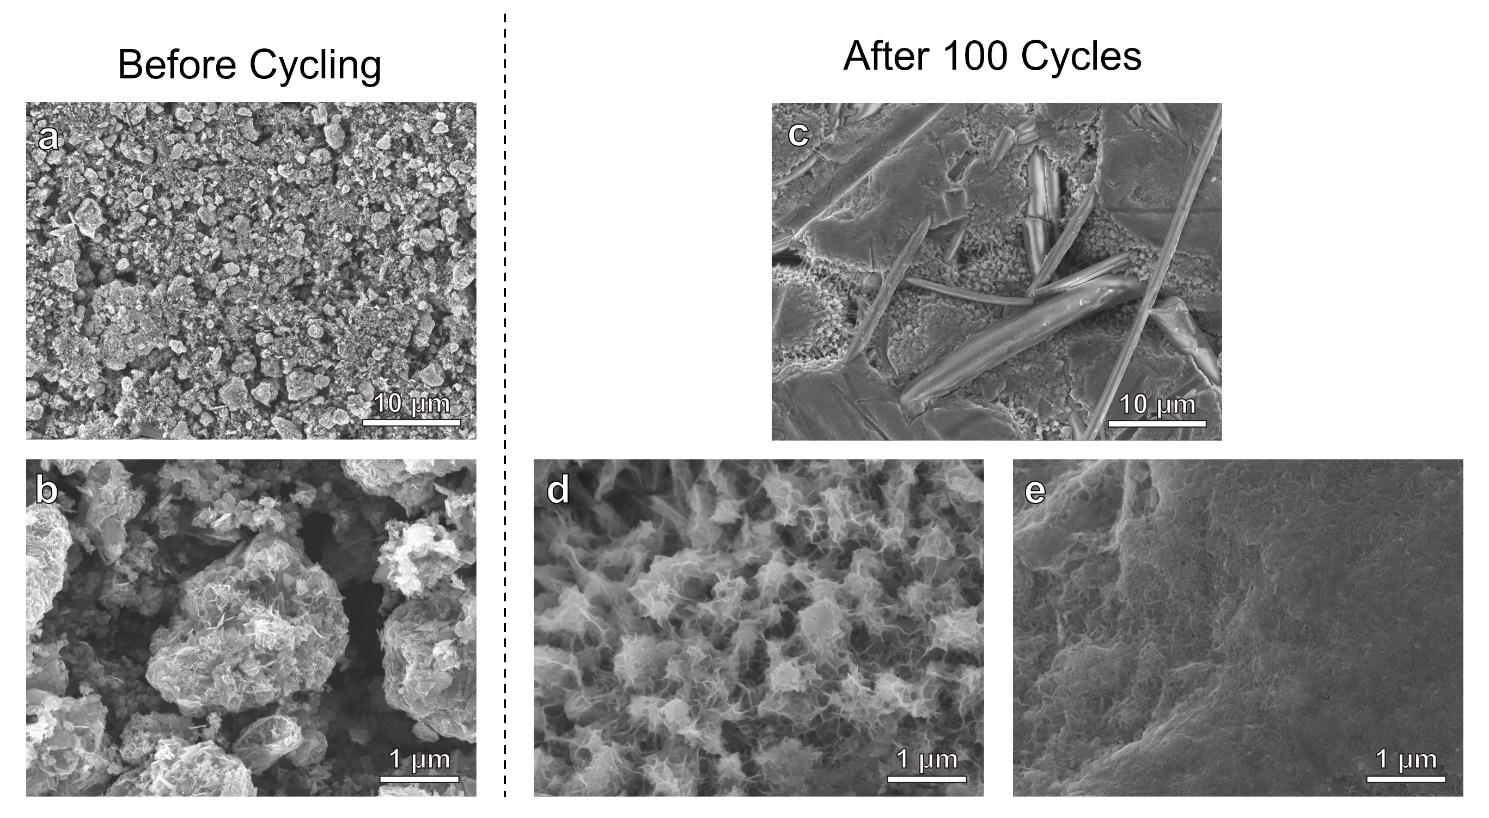 Before Cycling
After 100 Cycles
a
10 µm
c
10 µm
b
1 µm
d
1 µm
e
1 µm